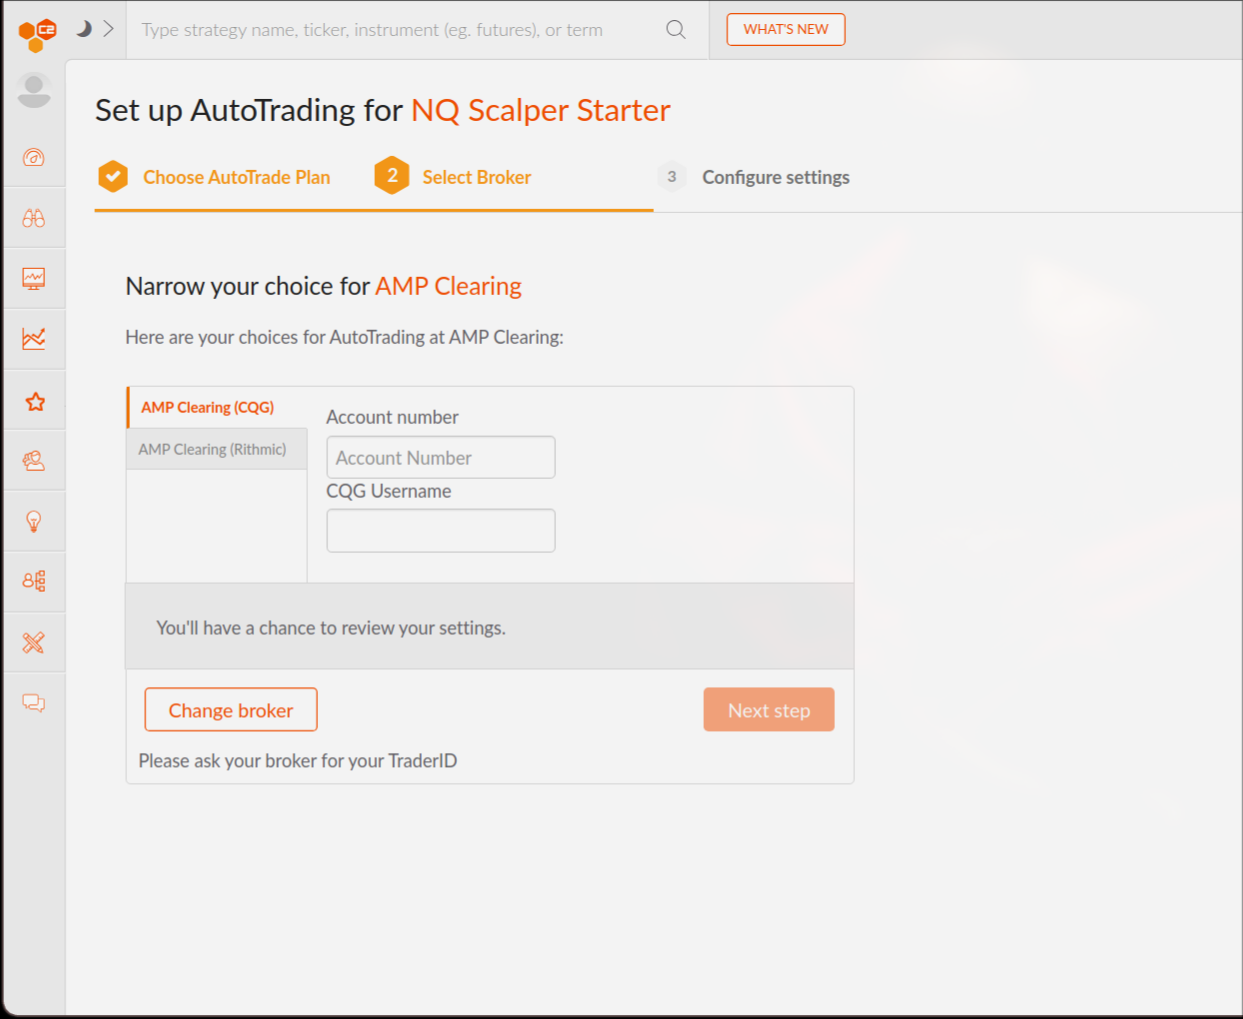 C2
Type strategy name, ticker, instrument (eg. futures), or term
WHAT'S NEW
Set up AutoTrading for NQ Scalper Starter
Choose AutoTrade Plan
2 Select Broker
3 Configure settings
Narrow your choice for AMP Clearing
Here are your choices for AutoTrading at AMP Clearing:
AMP Clearing (CQG)
AMP Clearing (Rithmic)
Account number
Account Number
CQG Username
You'll have a chance to review your settings.
Change broker
Next step
Please ask your broker for your TraderID